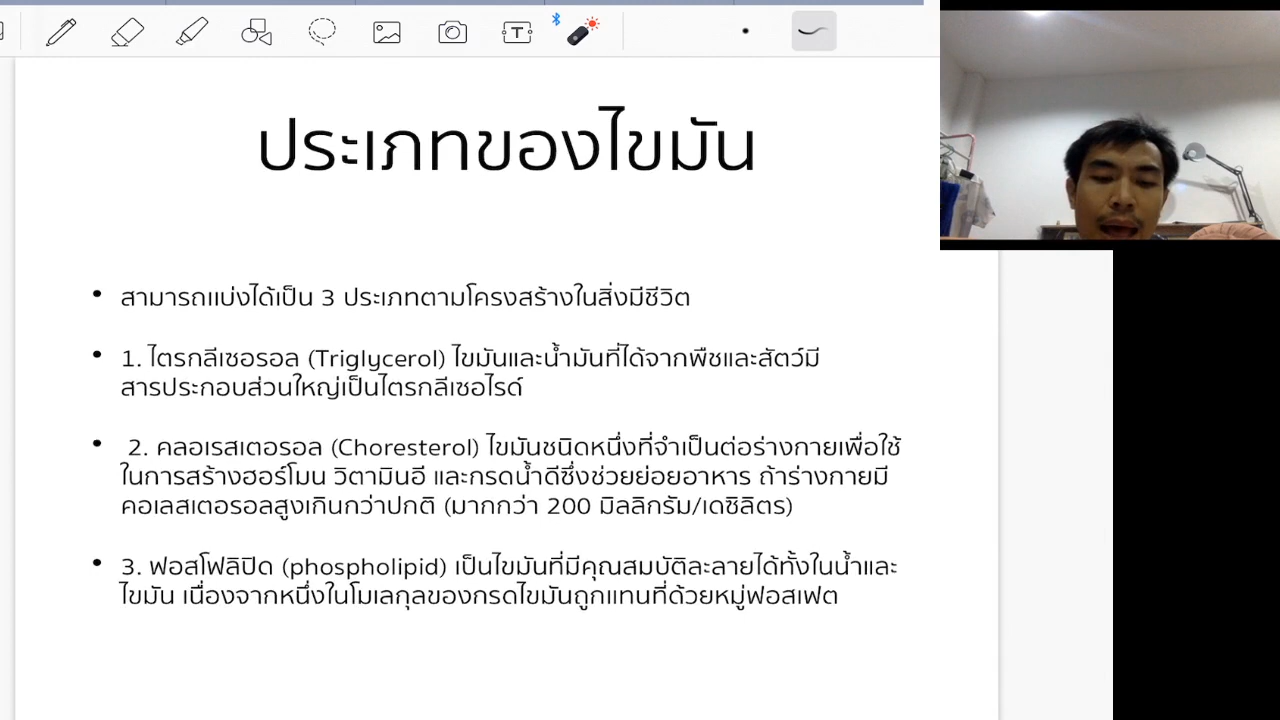 ประเภทของไขมัน
• สามารถแบ่งได้เป็น 3 ประเภทตามโครงสร้างในสิ่งมีชีวิต
• 1. ไตรกลีเซอรอล (Triglycerol) ไขมันและน้ำมันที่ได้จากพืชและสัตว์มี
สารประกอบส่วนใหญ่เป็นไตรกลีเซอไรด์
• 2. คลอเรสเตอรอล (Choresterol) ไขมันชนิดหนึ่งที่จำเป็นต่อร่างกายเพื่อใช้
ในการสร้างฮอร์โมน วิตามินอี และกรดน้ำดีซึ่งช่วยย่อยอาหาร ถ้าร่างกายมี
คอเลสเตอรอลสูงเกินกว่าปกติ (มากกว่า 200 มิลลิกรัม/เดซิลิตร)
• 3. ฟอสโฟลิปิด (phospholipid) เป็นไขมันที่มีคุณสมบัติละลายได้ทั้งในน้ำและ
ไขมัน เนื่องจากหนึ่งในโมเลกุลของกรดไขมันถูกแทนที่ด้วยหมู่ฟอสเฟต